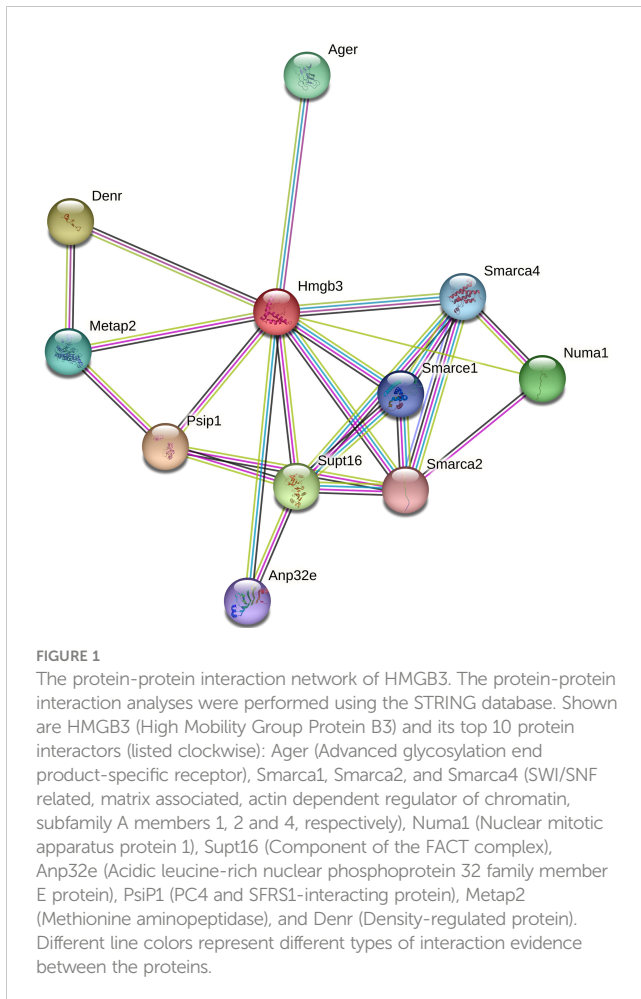 Ager
Denr
Hmgb3
Smarca4
Metap2
Numa1
Smarce1
Psip1
Supt16
Smarca2
Anp32e
FIGURE 1
The protein-protein interaction network of HMGB3. The protein-protein
interaction analyses were performed using the STRING database. Shown
are HMGB3 (High Mobility Group Protein B3) and its top 10 protein
interactors (listed clockwise): Ager (Advanced glycosylation end
product-specific receptor), Smarca1, Smarca2, and Smarca4 (SWI/SNF
related, matrix associated, actin dependent regulator of chromatin,
subfamily A members 1, 2 and 4, respectively), Numa1 (Nuclear mitotic
apparatus protein 1), Supt16 (Component of the FACT complex),
Anp32e (Acidic leucine-rich nuclear phosphoprotein 32 family member
E protein), PsiP1 (PC4 and SFRS1-interacting protein), Metap2
(Methionine aminopeptidase), and Denr (Density-regulated protein).
Different line colors represent different types of interaction evidence
between the proteins.